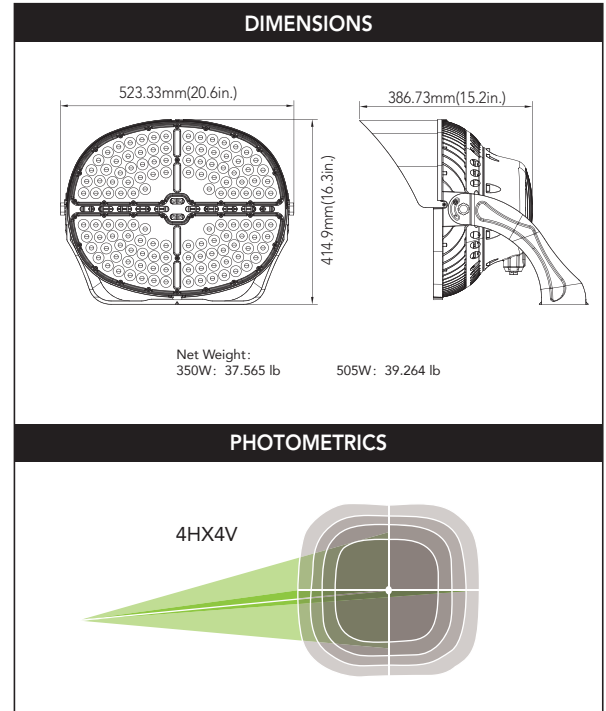 DIMENSIONS
523.33mm(20.6in.)
386.73mm(15.2in.)
414.9mm(16.3in.)
Net Weight:
350W: 37.565 lb 505W: 39.264 lb
PHOTOMETRICS
4HX4V